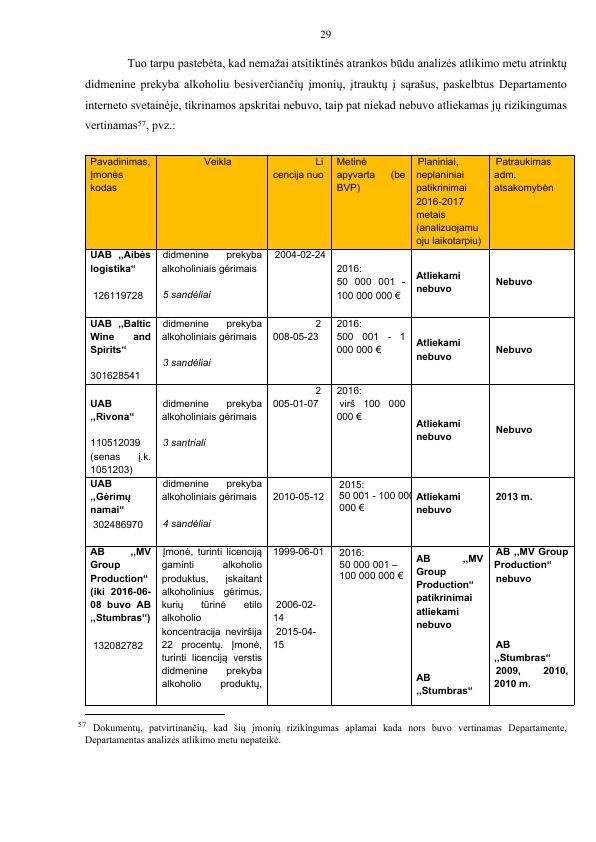 29
Tuo tarpu pastebėta, kad nemažai atsitiktinės atrankos būdu analizės atlikimo metu atrinktų
didmenine prekyba alkoholiu besiverčiančių įmonių, įtrauktų į sąrašus, paskelbtus Departamento
interneto svetainėje, tikrinamos apskritai nebuvo, taip pat niekad nebuvo atliekamas jų rizikingumas
vertinamas57, pvz.:
Pavadinimas,
Įmonės
kodas
Veikla
Li
cencija nuo
Metinė
apyvarta (be
BVP)
Planiniai,
neplaniniai
patikrinimai
2016-2017
metais
(analizuojamu
oju laikotarpiu)
Patraukimas
adm.
atsakomybėn
UAB „Aibės
logistika“
126119728
didmenine prekyba
alkoholiniais gėrimais
5 sandėliai
2004-02-24
2016:
50 000 001 -
100 000 000 €
Atliekami
nebuvo
Nebuvo
UAB „Baltic
Wine and
Spirits“
301628541
didmenine prekyba
alkoholiniais gėrimais
3 sandėliai
2
008-05-23
2016:
500 001 - 1
000 000 €
Atliekami
nebuvo
Nebuvo
UAB
„Rivona“
110512039
(senas į.k.
1051203)
didmenine prekyba
alkoholiniais gėrimais
3 santriali
2
005-01-07
2016:
virš 100 000
000 €
Atliekami
nebuvo
Nebuvo
UAB
„Gėrimų
namai“
302486970
didmenine prekyba
alkoholiniais gėrimais
4 sandėliai
2010-05-12
2015:
50 001 - 100 000
000 €
Atliekami
nebuvo
2013 m.
AB „MV
Group
Production“
(iki 2016-06-
08 buvo AB
„Stumbras“)
132082782
Įmonė, turinti licenciją
gaminti alkoholio
produktus, įskaitant
alkoholinius gėrimus,
kurių tūrinė etilo
alkoholio
koncentracija neviršija
22 procentų. Įmonė,
turinti licenciją verstis
didmenine prekyba
alkoholio produktų,
1999-06-01
2006-02-
14
2015-04-
15
2016:
50 000 001 –
100 000 000 €
AB „MV
Group
Production“
patikrinimai
atliekami
nebuvo
AB
„Stumbras“
AB „MV Group
Production“
nebuvo
AB
„Stumbras“
2009, 2010,
2010 m.
57 Dokumentų, patvirtinančių, kad šių įmonių rizikingumas aplamai kada nors buvo vertinamas Departamente,
Departamentas analizės atlikimo metu nepateikė.